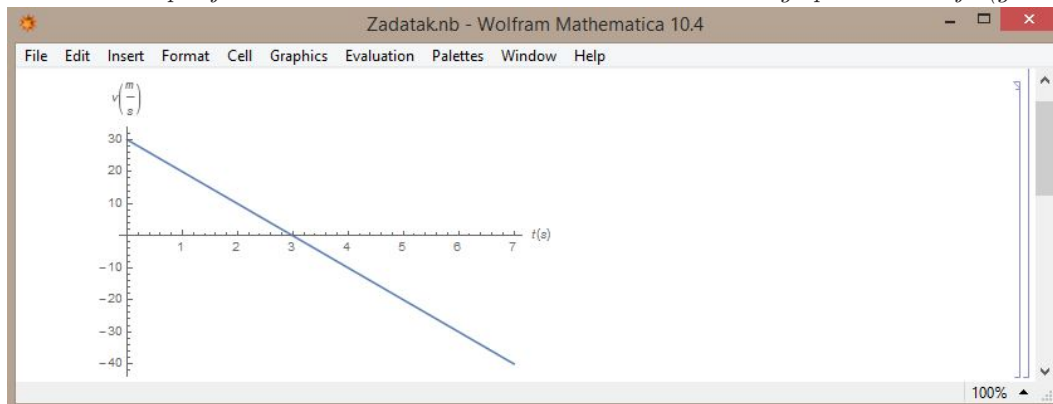 Zadatak.nb - Wolfram Mathematica 10.4
File Edit Insert Format Cell Graphics Evaluation Palettes Window Help
v(m/s)
30
20
10
1 2 3 4 5 6 7 t(s)
-10
-20
-30
-40
100%